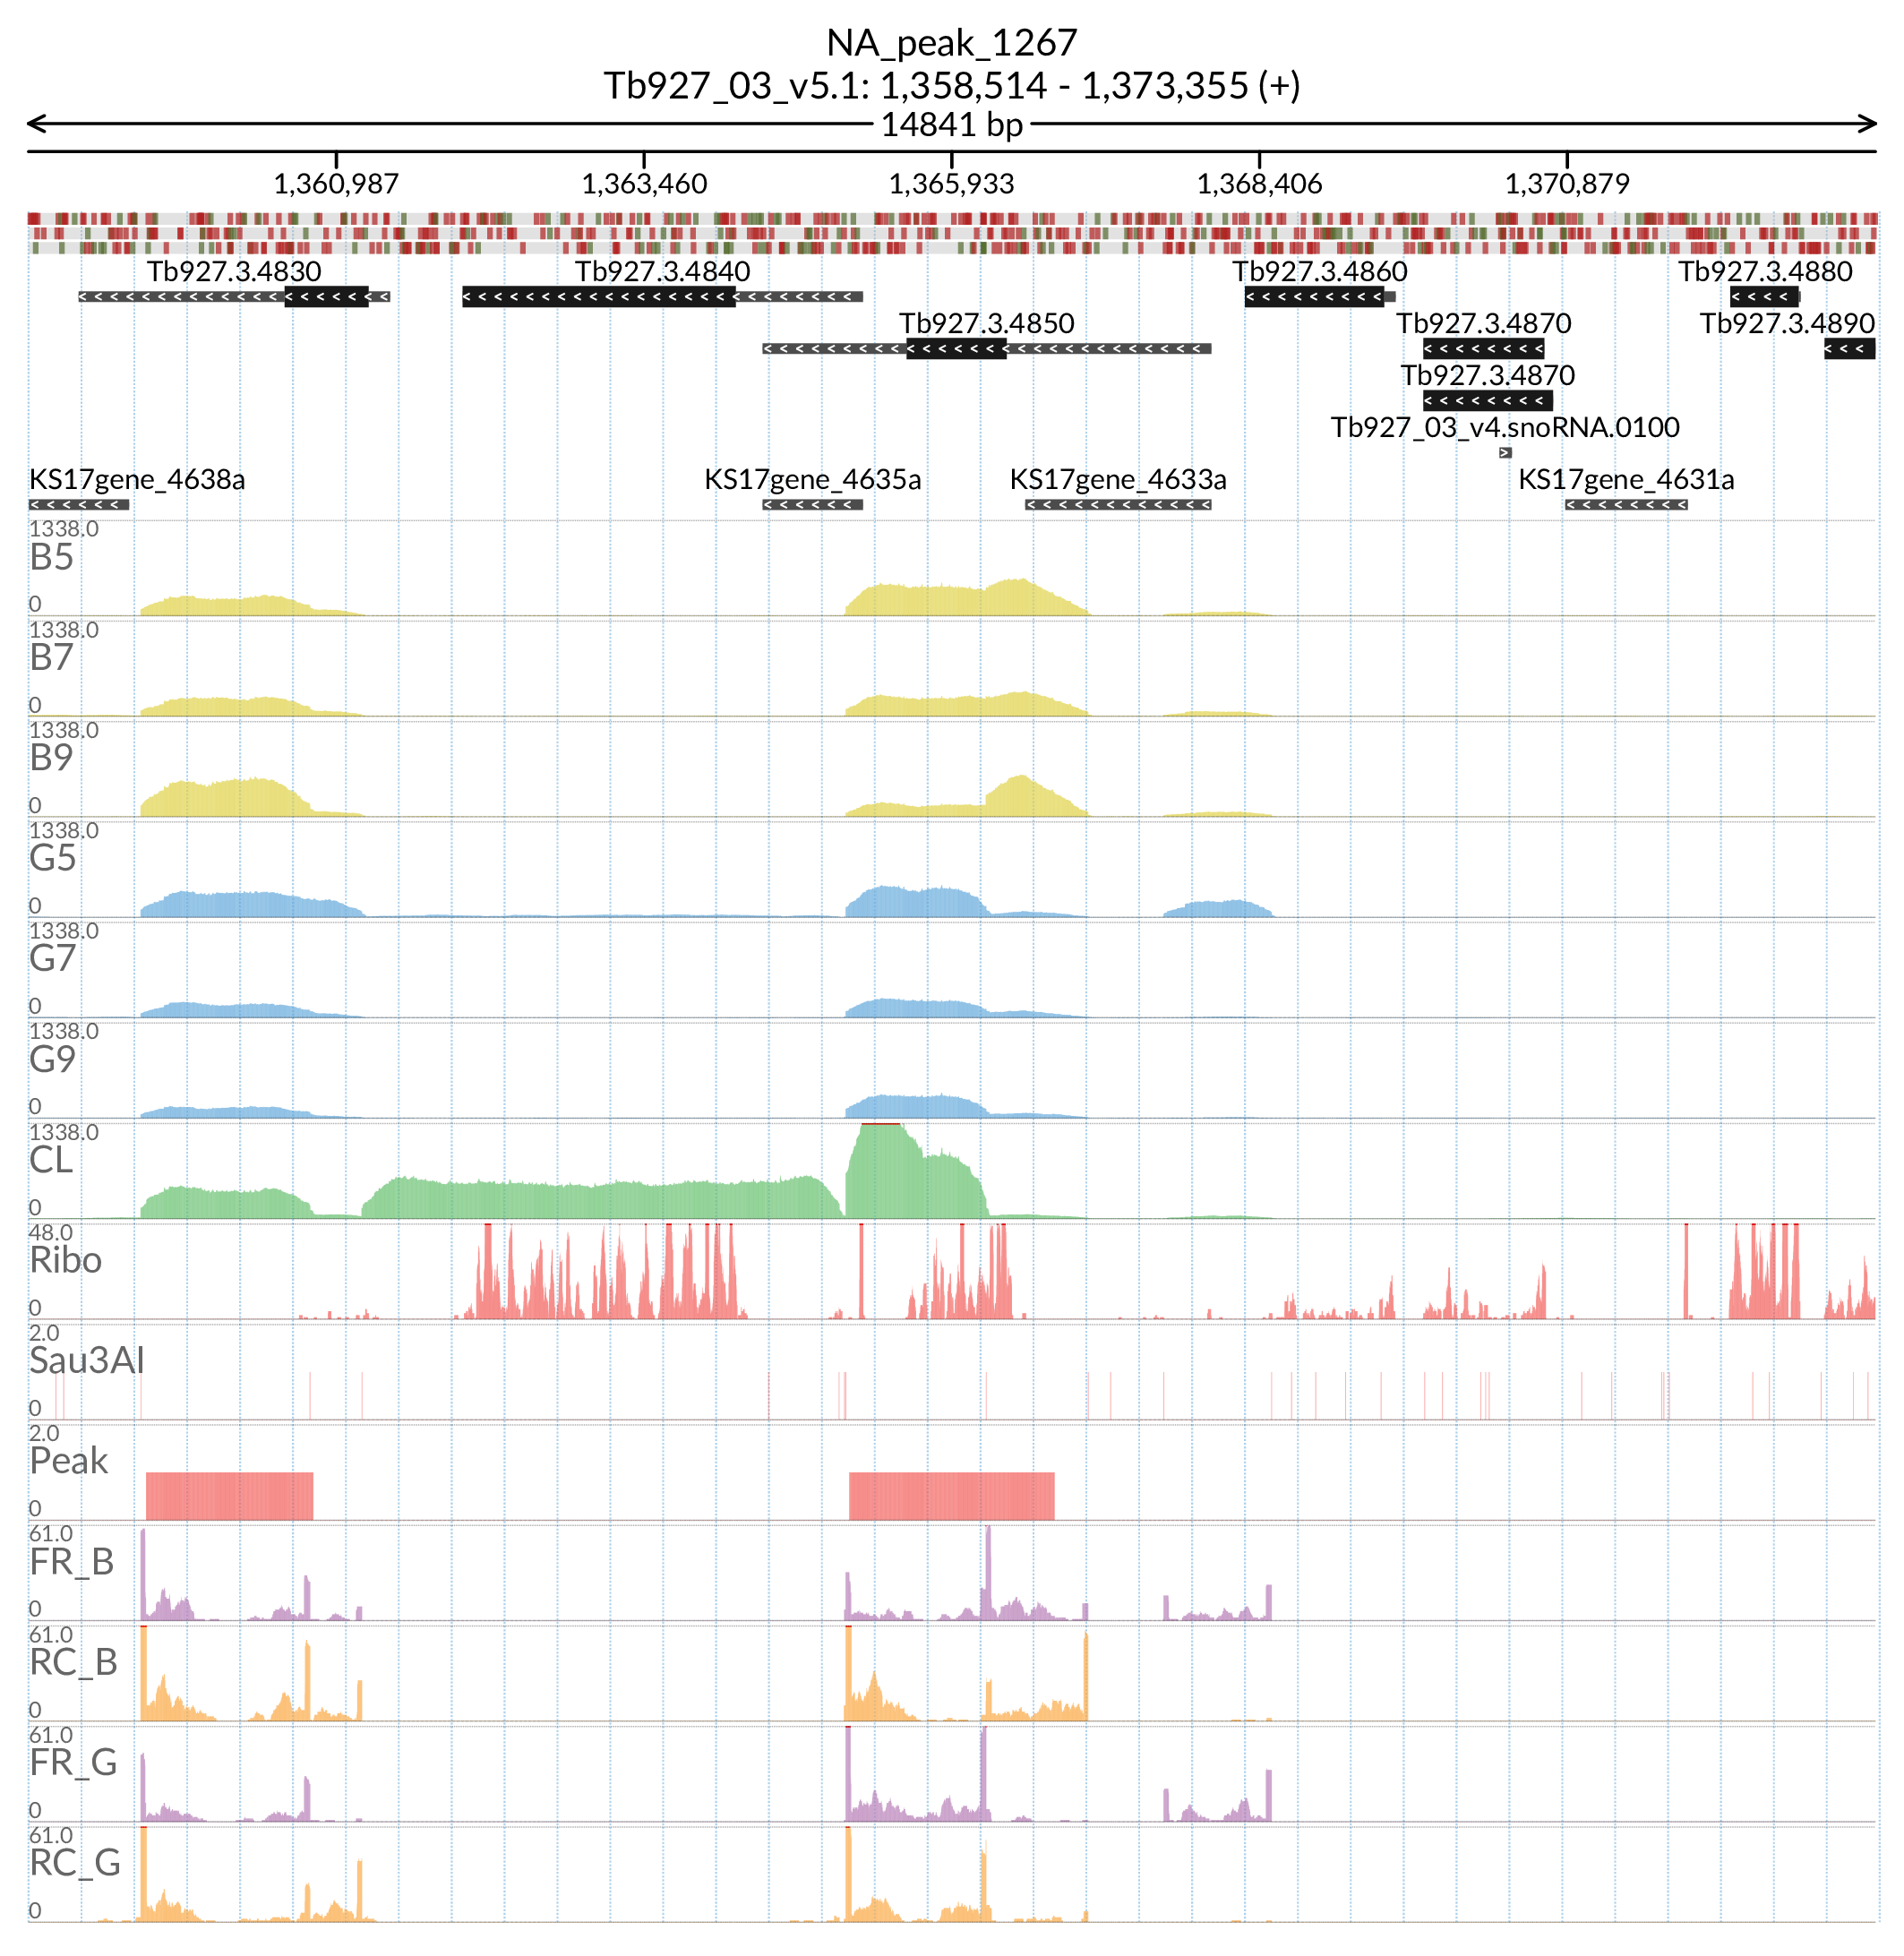 NA_peak_1267
Tb927_03_v5.1: 1,358,514 - 1,373,355 (+)
14841 bp
1,360,987 1,363,460 1,365,933 1,368,406 1,370,879
Tb927.3.4830 Tb927.3.4840 Tb927.3.4860 Tb927.3.4880
Tb927.3.4850 Tb927.3.4870 Tb927.3.4890
Tb927.3.4870
Tb927_03_v4.snoRNA.0100
KS17gene_4638a KS17gene_4635a KS17gene_4633a KS17gene_4631a
1338.0
B5
0
1338.0
B7
0
1338.0
B9
0
1338.0
G5
0
1338.0
G7
0
1338.0
G9
0
1338.0
CL
0
48.0
Ribo
0
2.0
Sau3AI
0
2.0
Peak
0
61.0
FR_B
0
61.0
RC_B
0
61.0
FR_G
0
61.0
RC_G
0